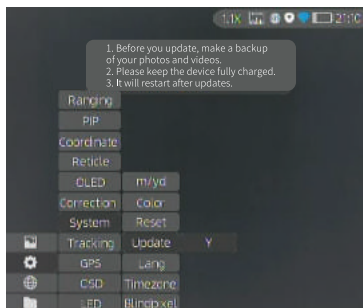 1.1X 21:10
1. Before you update, make a backup
of your photos and videos.
2. Please keep the device fully charged.
3. It will restart after updates.
Ranging
PIP
Coordinate
Reticle
OLED m/yd
Correction Color
System Reset
Tracking Update Y
GPS Lang
OSD Timezone
LED Blindpixel